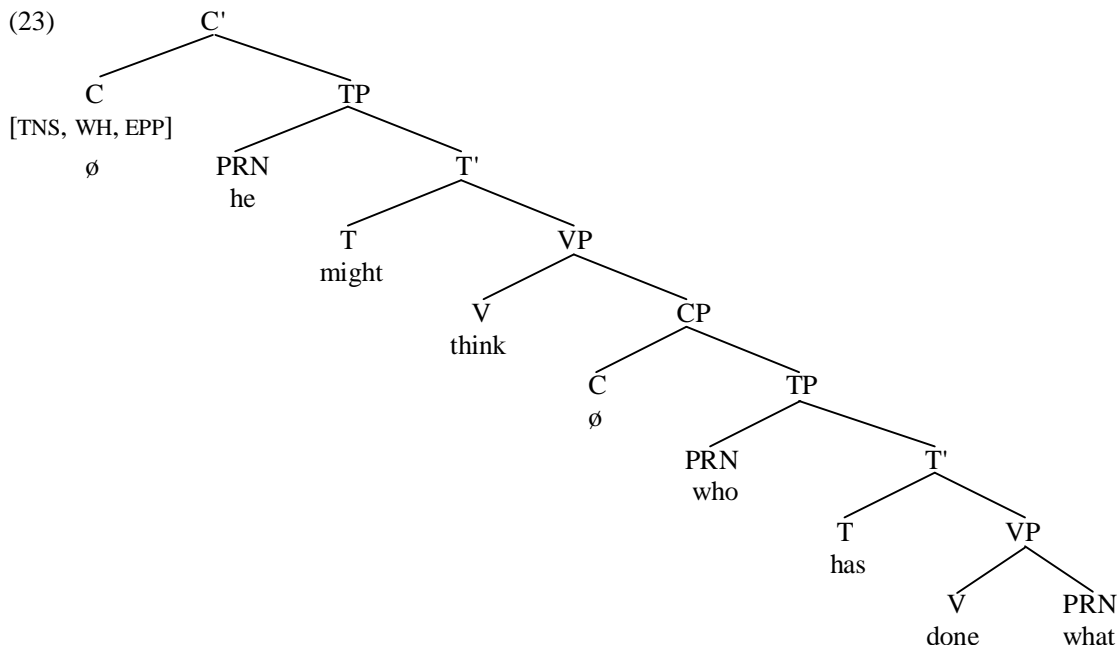 (23) C'
C TP
[TNS, WH, EPP]
ø PRN T'
he
T VP
might
V CP
think
C TP
ø
PRN T'
who
T VP
has
V PRN
done what